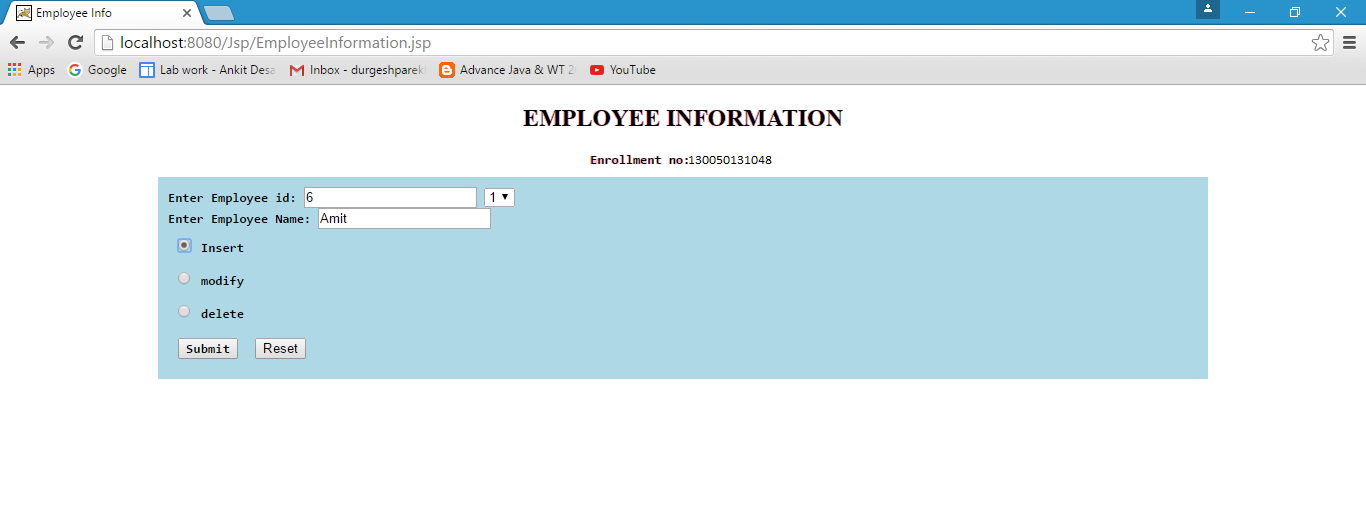 Employee Info
localhost:8080/Jsp/EmployeeInformation.jsp
Apps Google Lab work - Ankit Desa Inbox - durgeshparek Advance Java & WT 2 YouTube
EMPLOYEE INFORMATION
Enrollment no:130050131048
Enter Employee id: 6 1
Enter Employee Name: Amit
Insert
modify
delete
Submit Reset